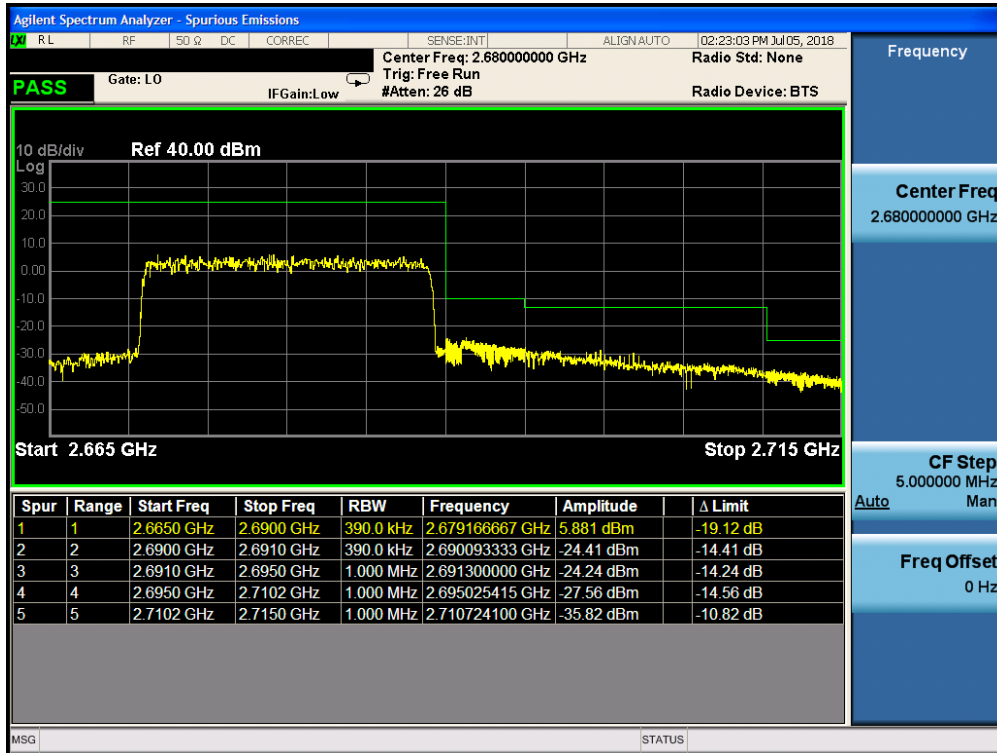 Agilent Spectrum Analyzer - Spurious Emissions
LXI RL RF 50 Ω DC CORREC SENSE:INT ALIGN AUTO 02:23:03 PM Jul 05, 2018
Frequency
Center Freq: 2.680000000 GHz Radio Std: None
PASS Gate: LO Trig: Free Run
IFGain:Low #Atten: 26 dB Radio Device: BTS
10 dB/div Ref 40.00 dBm
Log
30.0
20.0
10.0
0.00
-10.0
-20.0
-30.0
-40.0
-50.0
Start 2.665 GHz Stop 2.715 GHz
Spur Range Start Freq Stop Freq RBW Frequency Amplitude Δ Limit
1 1 2.6650 GHz 2.6900 GHz 390.0 kHz 2.679166667 GHz 5.881 dBm -19.12 dB
2 2 2.6900 GHz 2.6910 GHz 390.0 kHz 2.690093333 GHz -24.41 dBm -14.41 dB
3 3 2.6910 GHz 2.6950 GHz 1.000 MHz 2.691300000 GHz -24.24 dBm -14.24 dB
4 4 2.6950 GHz 2.7102 GHz 1.000 MHz 2.695025415 GHz -27.56 dBm -14.56 dB
5 5 2.7102 GHz 2.7150 GHz 1.000 MHz 2.710724100 GHz -35.82 dBm -10.82 dB
Center Freq
2.680000000 GHz
CF Step
5.000000 MHz
Auto Man
Freq Offset
0 Hz
MSG STATUS